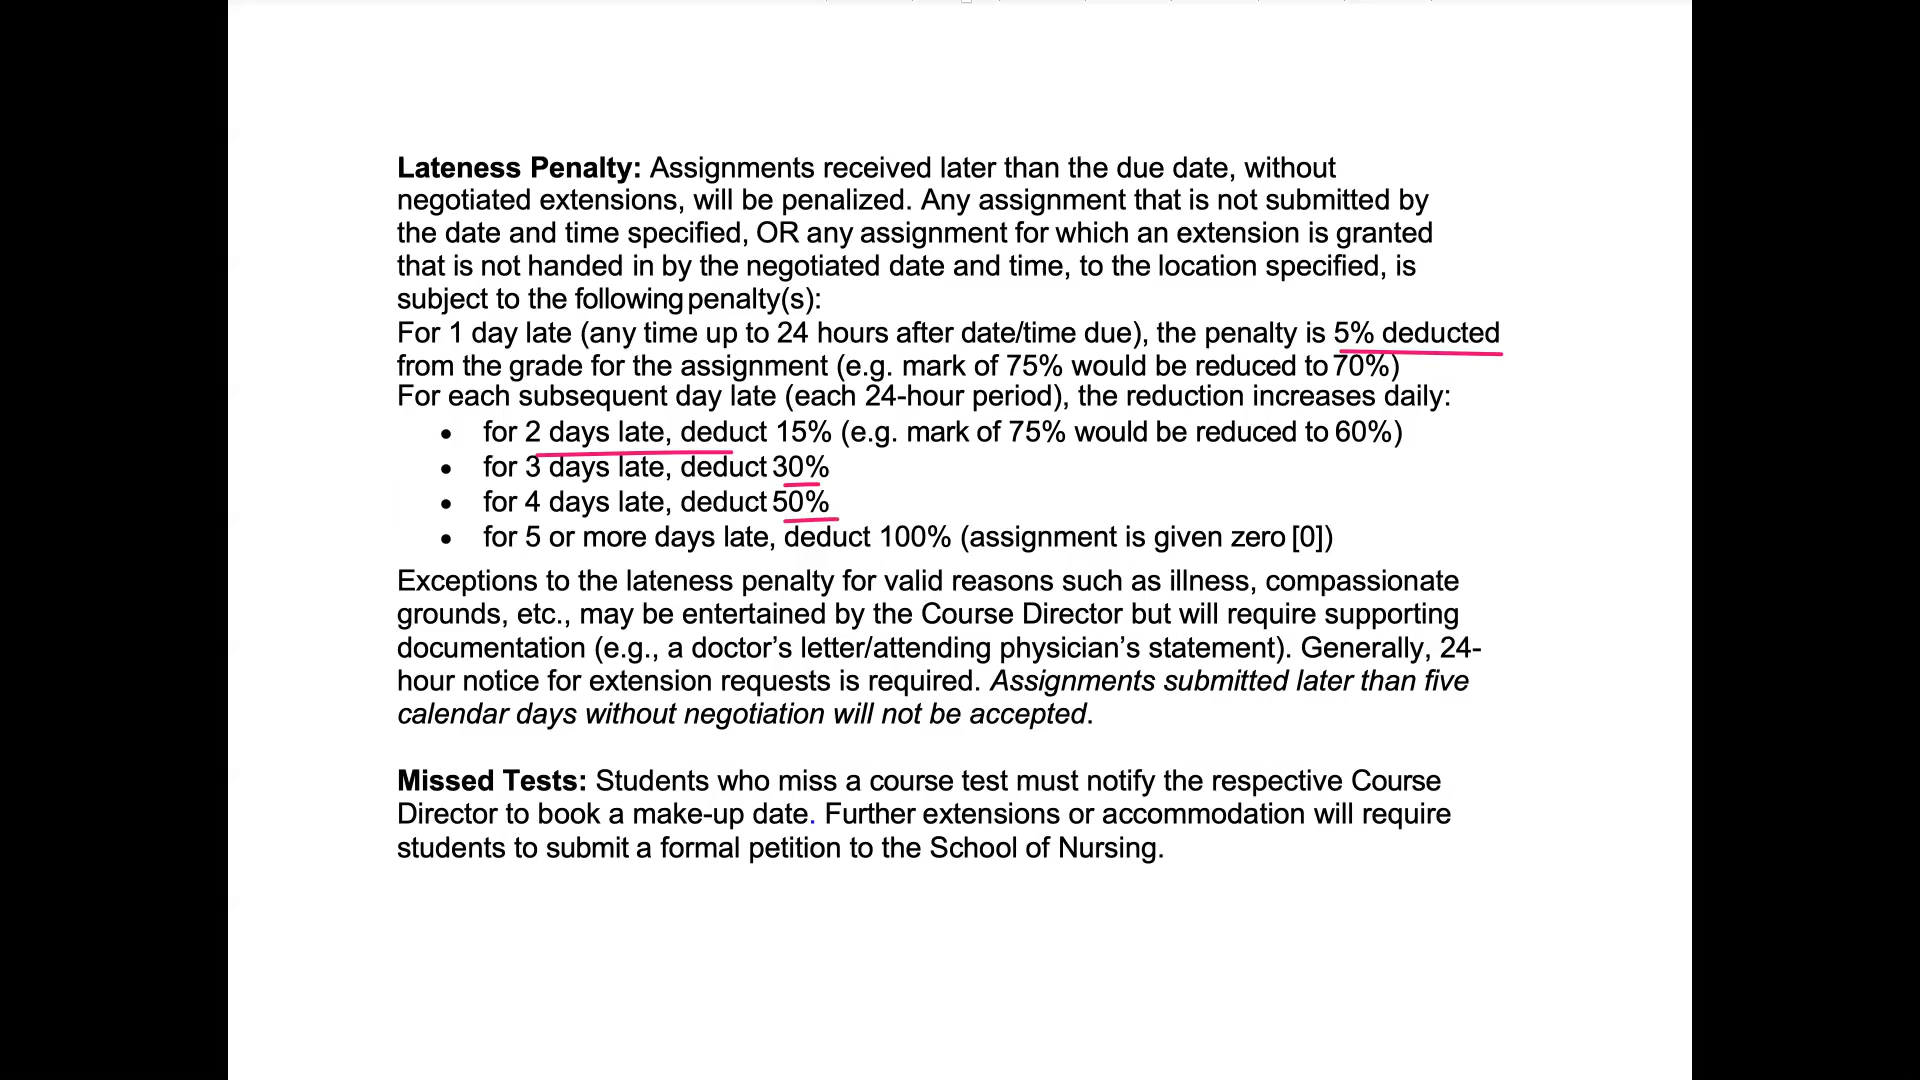 Lateness Penalty: Assignments received later than the due date, without
negotiated extensions, will be penalized. Any assignment that is not submitted by
the date and time specified, OR any assignment for which an extension is granted
that is not handed in by the negotiated date and time, to the location specified, is
subject to the following penalty(s):
For 1 day late (any time up to 24 hours after date/time due), the penalty is 5% deducted
from the grade for the assignment (e.g. mark of 75% would be reduced to 70%)
For each subsequent day late (each 24-hour period), the reduction increases daily:
• for 2 days late, deduct 15% (e.g. mark of 75% would be reduced to 60%)
• for 3 days late, deduct 30%
• for 4 days late, deduct 50%
• for 5 or more days late, deduct 100% (assignment is given zero [0])
Exceptions to the lateness penalty for valid reasons such as illness, compassionate
grounds, etc., may be entertained by the Course Director but will require supporting
documentation (e.g., a doctor’s letter/attending physician’s statement). Generally, 24-
hour notice for extension requests is required. Assignments submitted later than five
calendar days without negotiation will not be accepted.
Missed Tests: Students who miss a course test must notify the respective Course
Director to book a make-up date. Further extensions or accommodation will require
students to submit a formal petition to the School of Nursing.